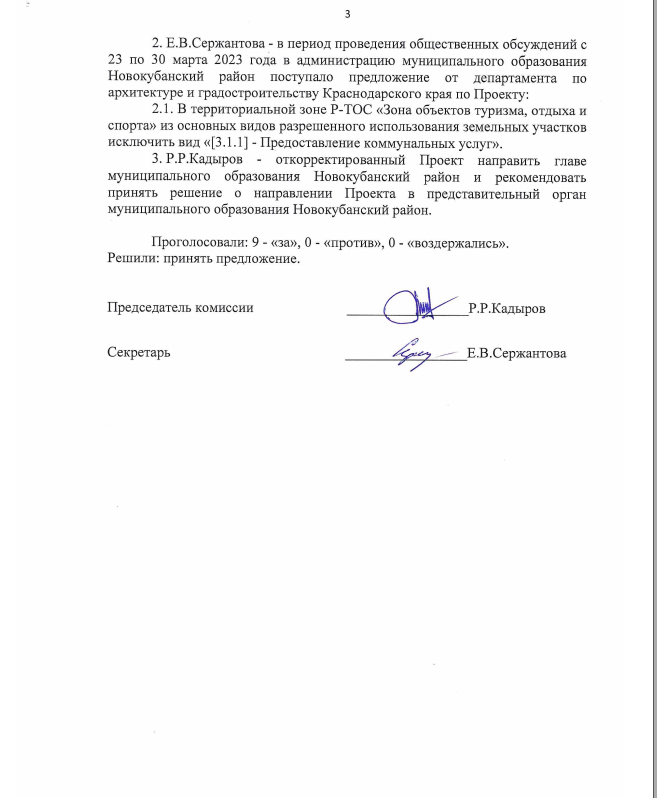 3
2. Е.В.Сержантова - в период проведения общественных обсуждений с
23 по 30 марта 2023 года в администрацию муниципального образования
Новокубанский район поступало предложение от департамента по
архитектуре и градостроительству Краснодарского края по Проекту:
2.1. В территориальной зоне Р-ТОС «Зона объектов туризма, отдыха и
спорта» из основных видов разрешенного использования земельных участков
исключить вид «[3.1.1] - Предоставление коммунальных услуг».
3. Р.Р.Кадыров - откорректированный Проект направить главе
муниципального образования Новокубанский район и рекомендовать
принять решение о направлении Проекта в представительный орган
муниципального образования Новокубанский район.
Проголосовали: 9 - «за», 0 - «против», 0 - «воздержались».
Решили: принять предложение.
Председатель комиссии Р.Р.Кадыров
Секретарь Е.В.Сержантова